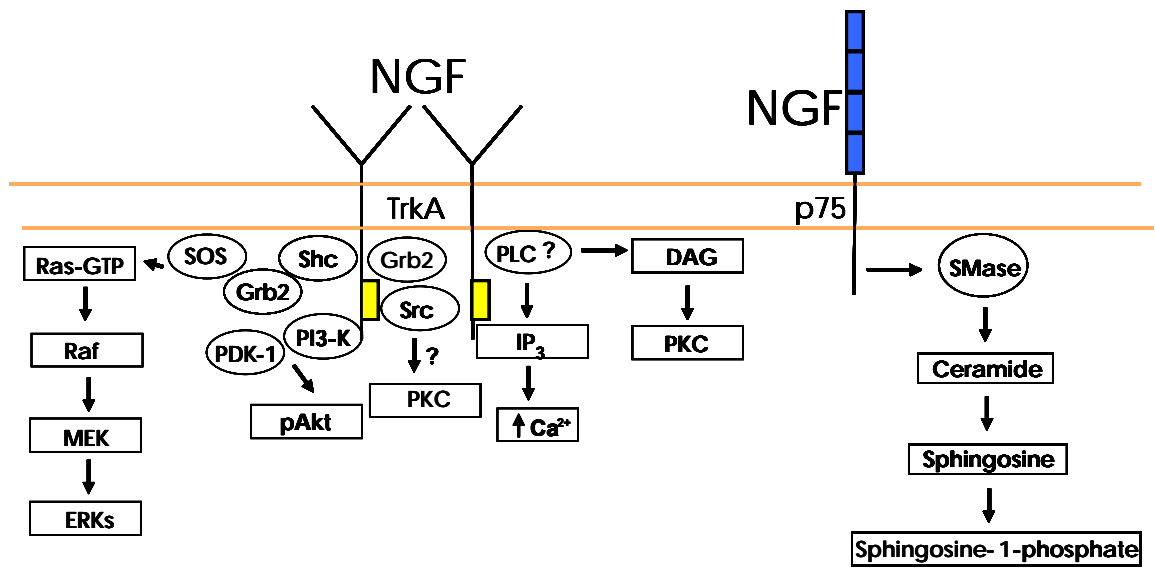 NGF
NGF
TrkA
p75
Ras-GTP
SOS
Shc
Grb2
Grb2
PLC ?
DAG
SMase
Src
Raf
PDK-1
PI3-K
?
IP3
PKC
PKC
Ceramide
pAkt
Ca2+
MEK
Sphingosine
ERKs
Sphingosine- 1-phosphate